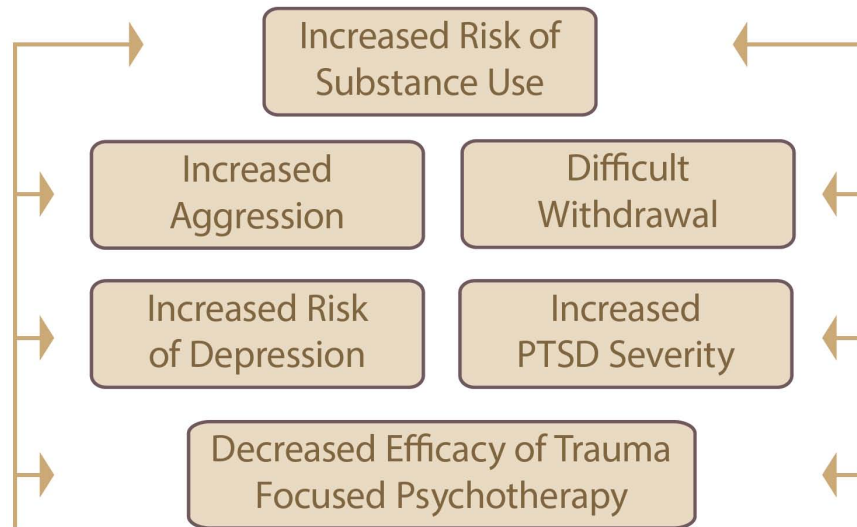 Increased Risk of
Substance Use
Increased
Aggression
Difficult
Withdrawal
Increased Risk
of Depression
Increased
PTSD Severity
Decreased Efficacy of Trauma
Focused Psychotherapy